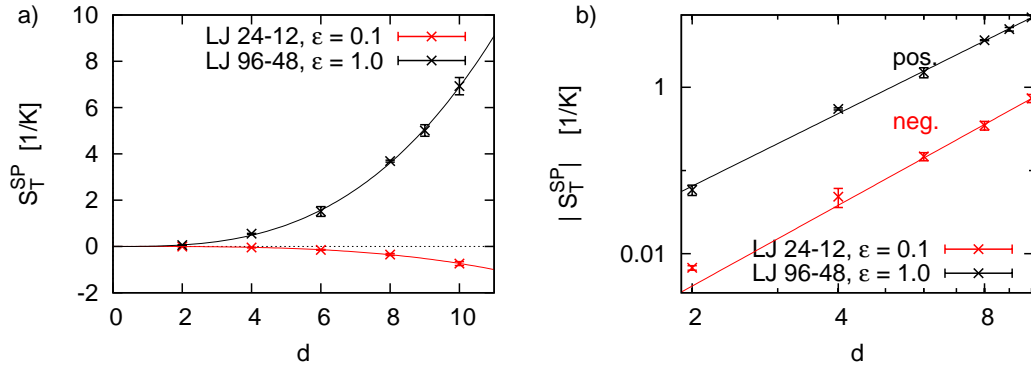 a)
LJ 24-12, ε = 0.1
LJ 96-48, ε = 1.0
S_T^SP [1/K]
10
8
6
4
2
0
-2
0 2 4 6 8 10
d
b)
pos.
neg.
LJ 24-12, ε = 0.1
LJ 96-48, ε = 1.0
| S_T^SP | [1/K]
1
0.01
2 4 8
d